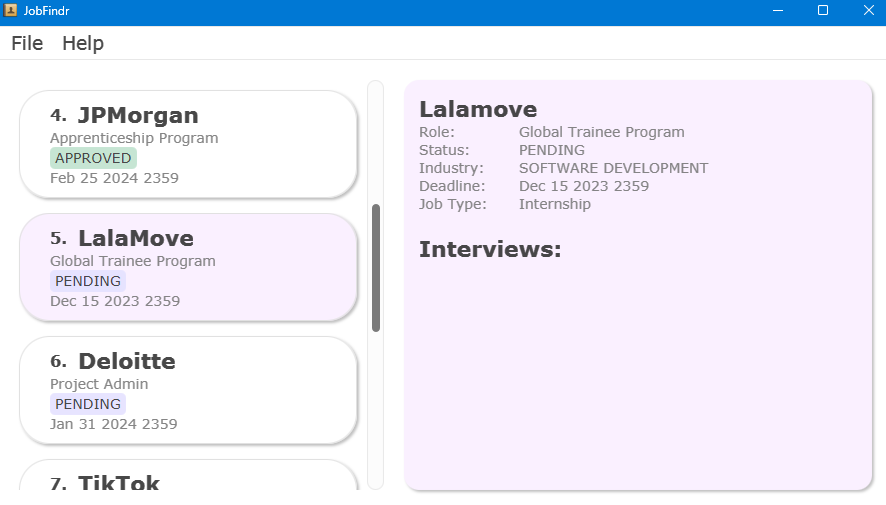 JobFindr
File Help
4. JPMorgan
Apprenticeship Program
APPROVED
Feb 25 2024 2359
5. LalaMove
Global Trainee Program
PENDING
Dec 15 2023 2359
6. Deloitte
Project Admin
PENDING
Jan 31 2024 2359
7. TikTok
Lalamove
Role: Global Trainee Program
Status: PENDING
Industry: SOFTWARE DEVELOPMENT
Deadline: Dec 15 2023 2359
Job Type: Internship
Interviews: